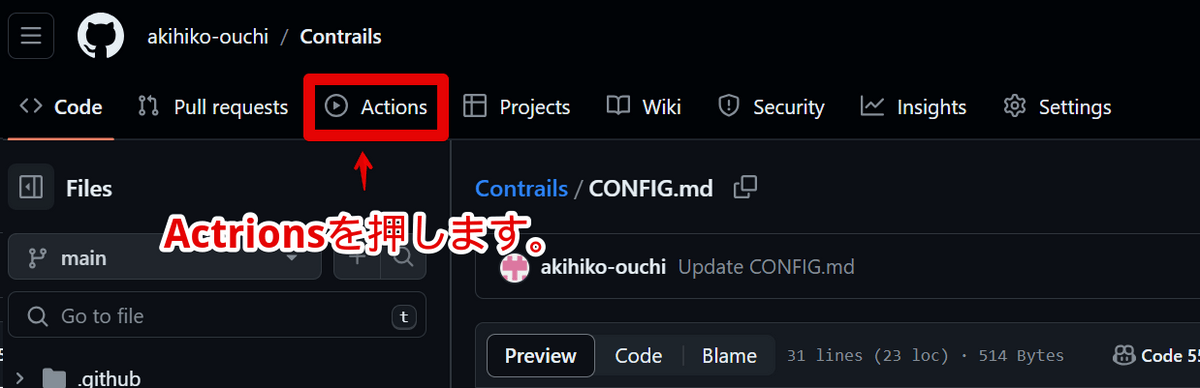 akihiko-ouchi / Contrails
Code Pull requests Actions Projects Wiki Security Insights Settings
Files
Contrails / CONFIG.md
Actrionsを押します。
main
akihiko-ouchi Update CONFIG.md
Go to file t
Preview Code Blame 31 lines (23 loc) · 514 Bytes Code 55
.github